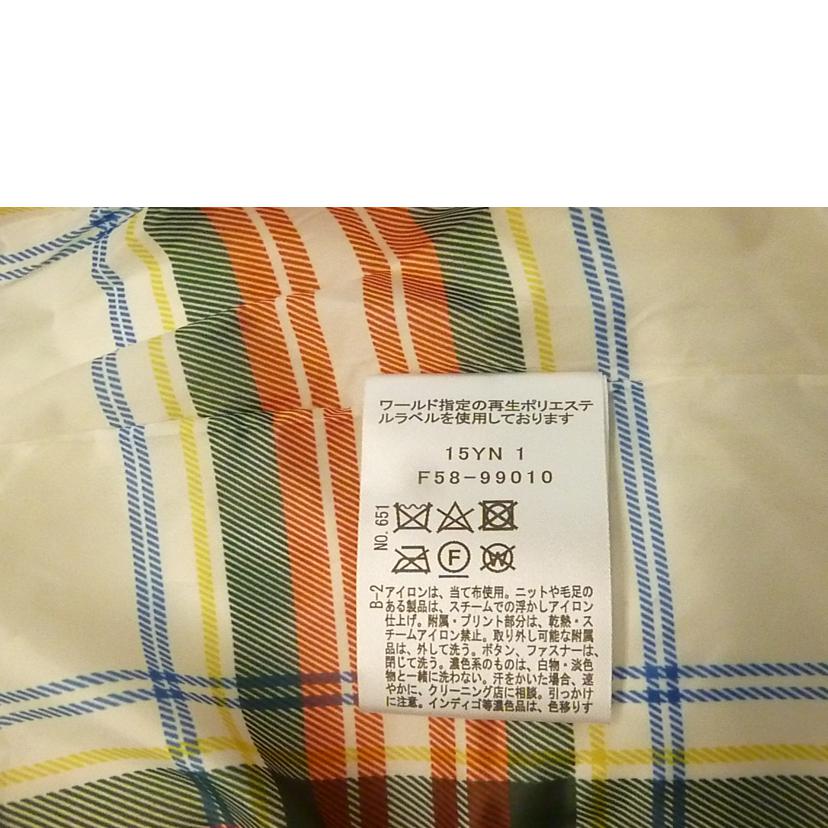 ワールド指定の再生ポリエステ
ルラベルを使用しております
15YN 1
F58-99010
NO.651
F
W
B-2
アイロンは、当て布使用。ニットや毛足の
ある製品は、スチームでの浮かしアイロン
仕上げ。附属・プリント部分は、乾熱・ス
チームアイロン禁止。取り外し可能な附属
品は、外して洗う。ボタン、ファスナーは、
閉じて洗う。濃色系のものは、白物・淡色
物と一緒に洗わない。汗をかいた場合、速
やかに、クリーニング店に相談。引っかけ
に注意。インディゴ等濃色品は、色移りす